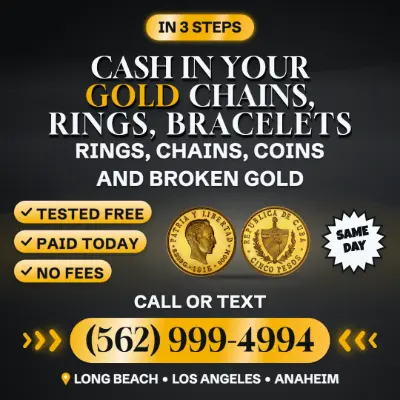 IN 3 STEPS
CASH IN YOUR
GOLD CHAINS,
RINGS, BRACELETS
RINGS, CHAINS, COINS
AND BROKEN GOLD
✓ TESTED FREE
✓ PAID TODAY
✓ NO FEES
PATRIA Y LIBERTAD
1915
REPUBLICA DE CUBA
CINCO PESOS
SAME
DAY
CALL OR TEXT
(562) 999-4994
LONG BEACH • LOS ANGELES • ANAHEIM